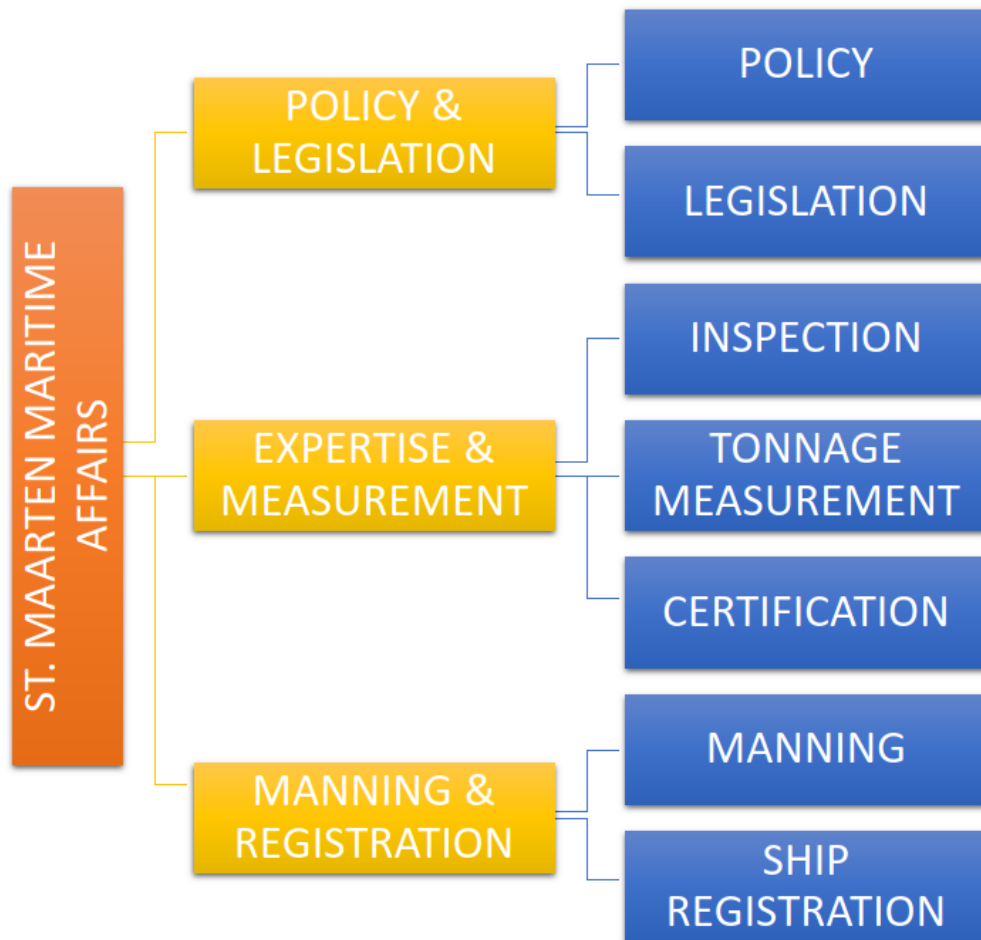 ST. MAARTEN MARITIME
AFFAIRS
POLICY &
LEGISLATION
POLICY
LEGISLATION
EXPERTISE &
MEASUREMENT
INSPECTION
TONNAGE
MEASUREMENT
CERTIFICATION
MANNING &
REGISTRATION
MANNING
SHIP
REGISTRATION